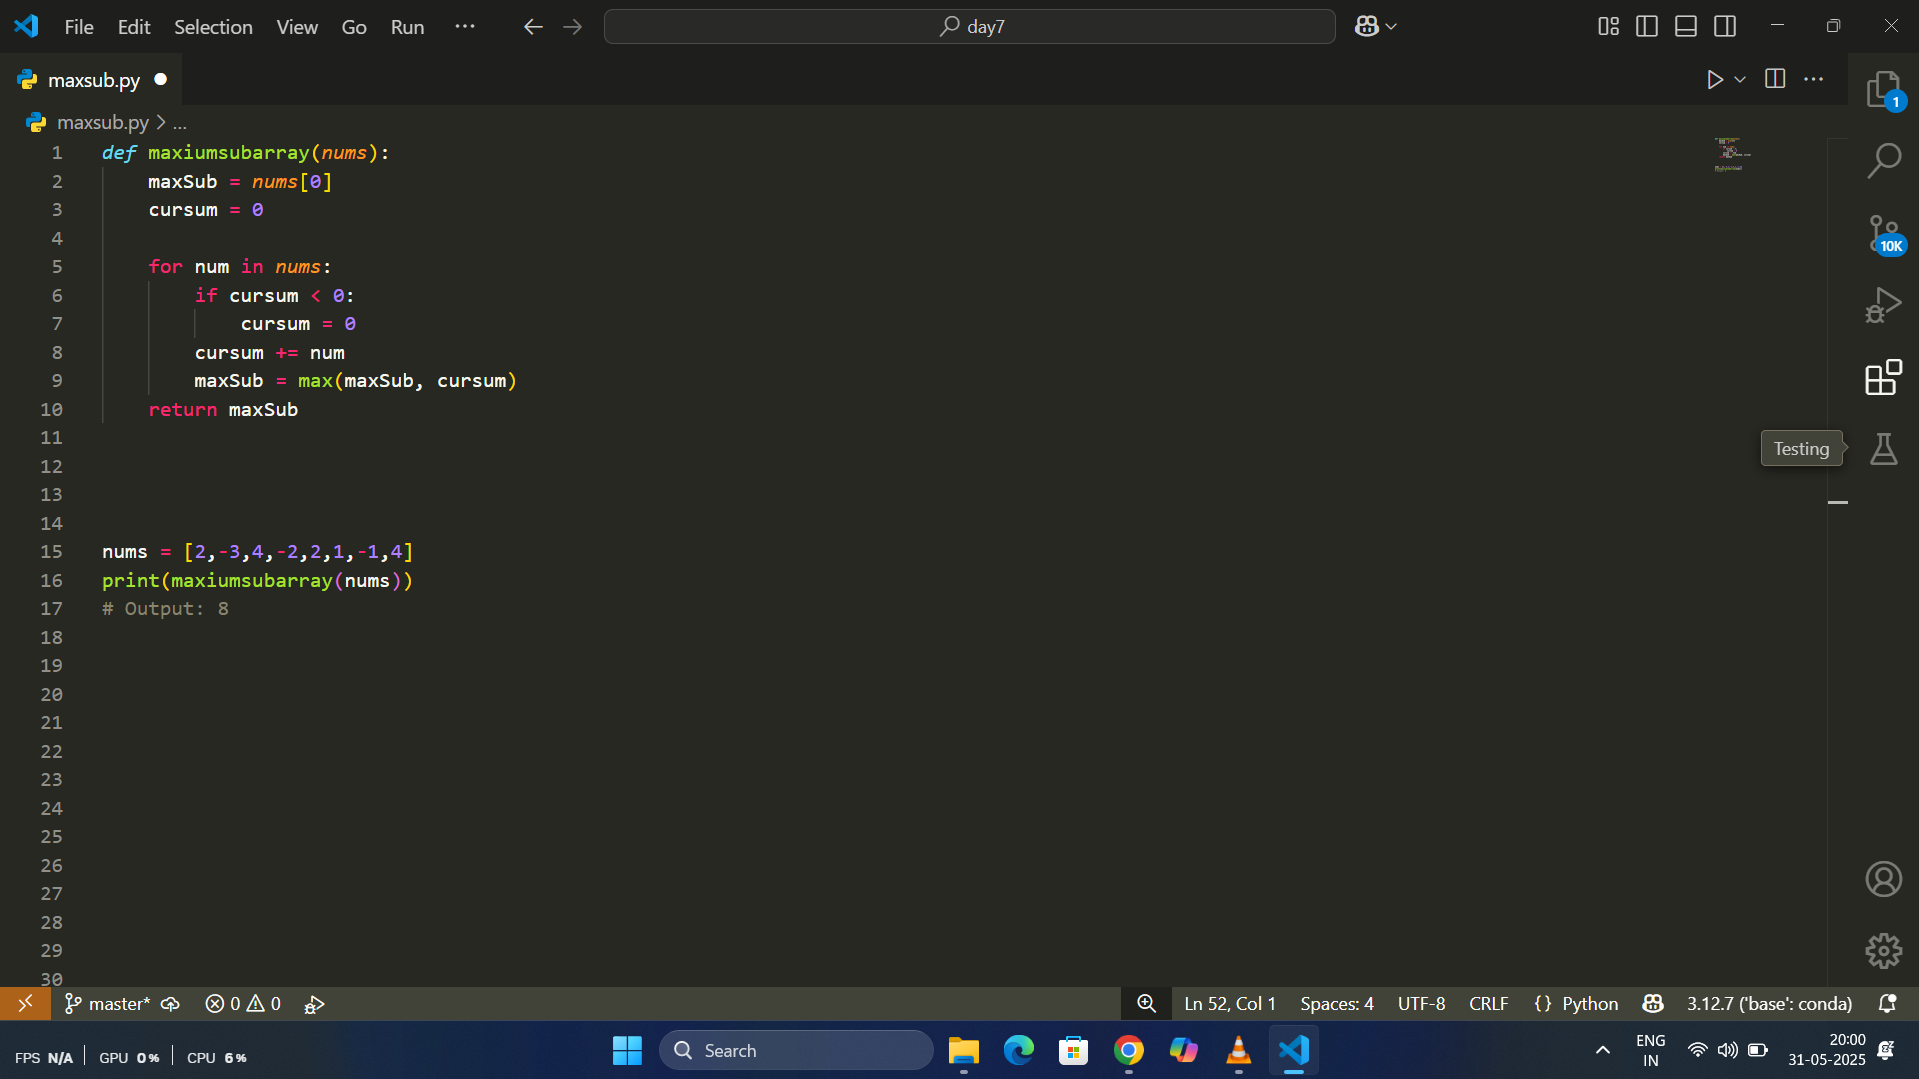 File Edit Selection View Go Run ... day7
maxsub.py
maxsub.py > ...
1 def maxiumsubarray(nums):
2     maxSub = nums[0]
3     cursum = 0
4
5     for num in nums:
6         if cursum < 0:
7             cursum = 0
8         cursum += num
9         maxSub = max(maxSub, cursum)
10     return maxSub
11
12
13
14
15 nums = [2,-3,4,-2,2,1,-1,4]
16 print(maxiumsubarray(nums))
17 # Output: 8
18
19
20
21
22
23
24
25
26
27
28
29
30
1
10K
Testing
master* 0 0 Ln 52, Col 1 Spaces: 4 UTF-8 CRLF {} Python 3.12.7 ('base': conda)
FPS N/A GPU 0% CPU 6% Search ENG IN 20:00
31-05-2025